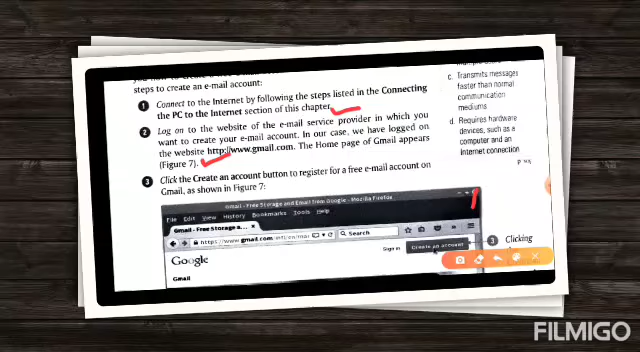 steps to create an e-mail account:
1 Connect to the Internet by following the steps listed in the Connecting
the PC to the Internet section of this chapter.
2 Log on to the website of the e-mail service provider in which you
want to create your e-mail account. In our case, we have logged on
the website http://www.gmail.com. The Home page of Gmail appears
(Figure 7).
3 Click the Create an account button to register for a free e-mail account on
Gmail, as shown in Figure 7:
Gmail - Free Storage and Email from Google - Mozilla Firefox
File Edit View History Bookmarks Tools Help
Gmail - Free Storage a...
https://www.gmail.com
Search
Google
Sign in
Create an account
Gmail
3 Clicking
c. Transmits messages
faster than normal
communication
mediums
d. Requires hardware
devices, such as a
computer and an
Internet connection
FILMIGO